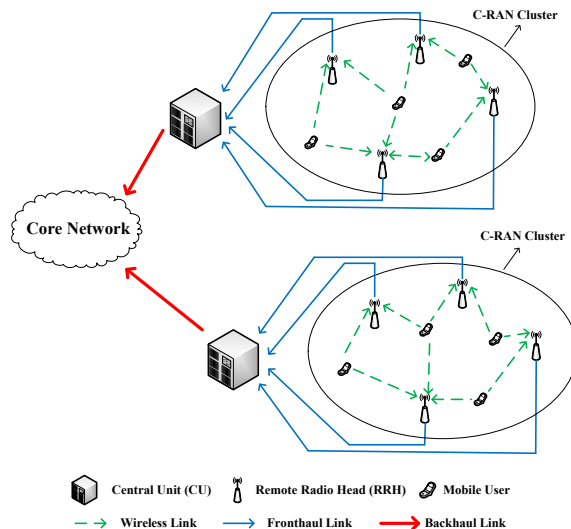 C-RAN Cluster
Core Network
C-RAN Cluster
Central Unit (CU)
Remote Radio Head (RRH)
Mobile User
Wireless Link
Fronthaul Link
Backhaul Link